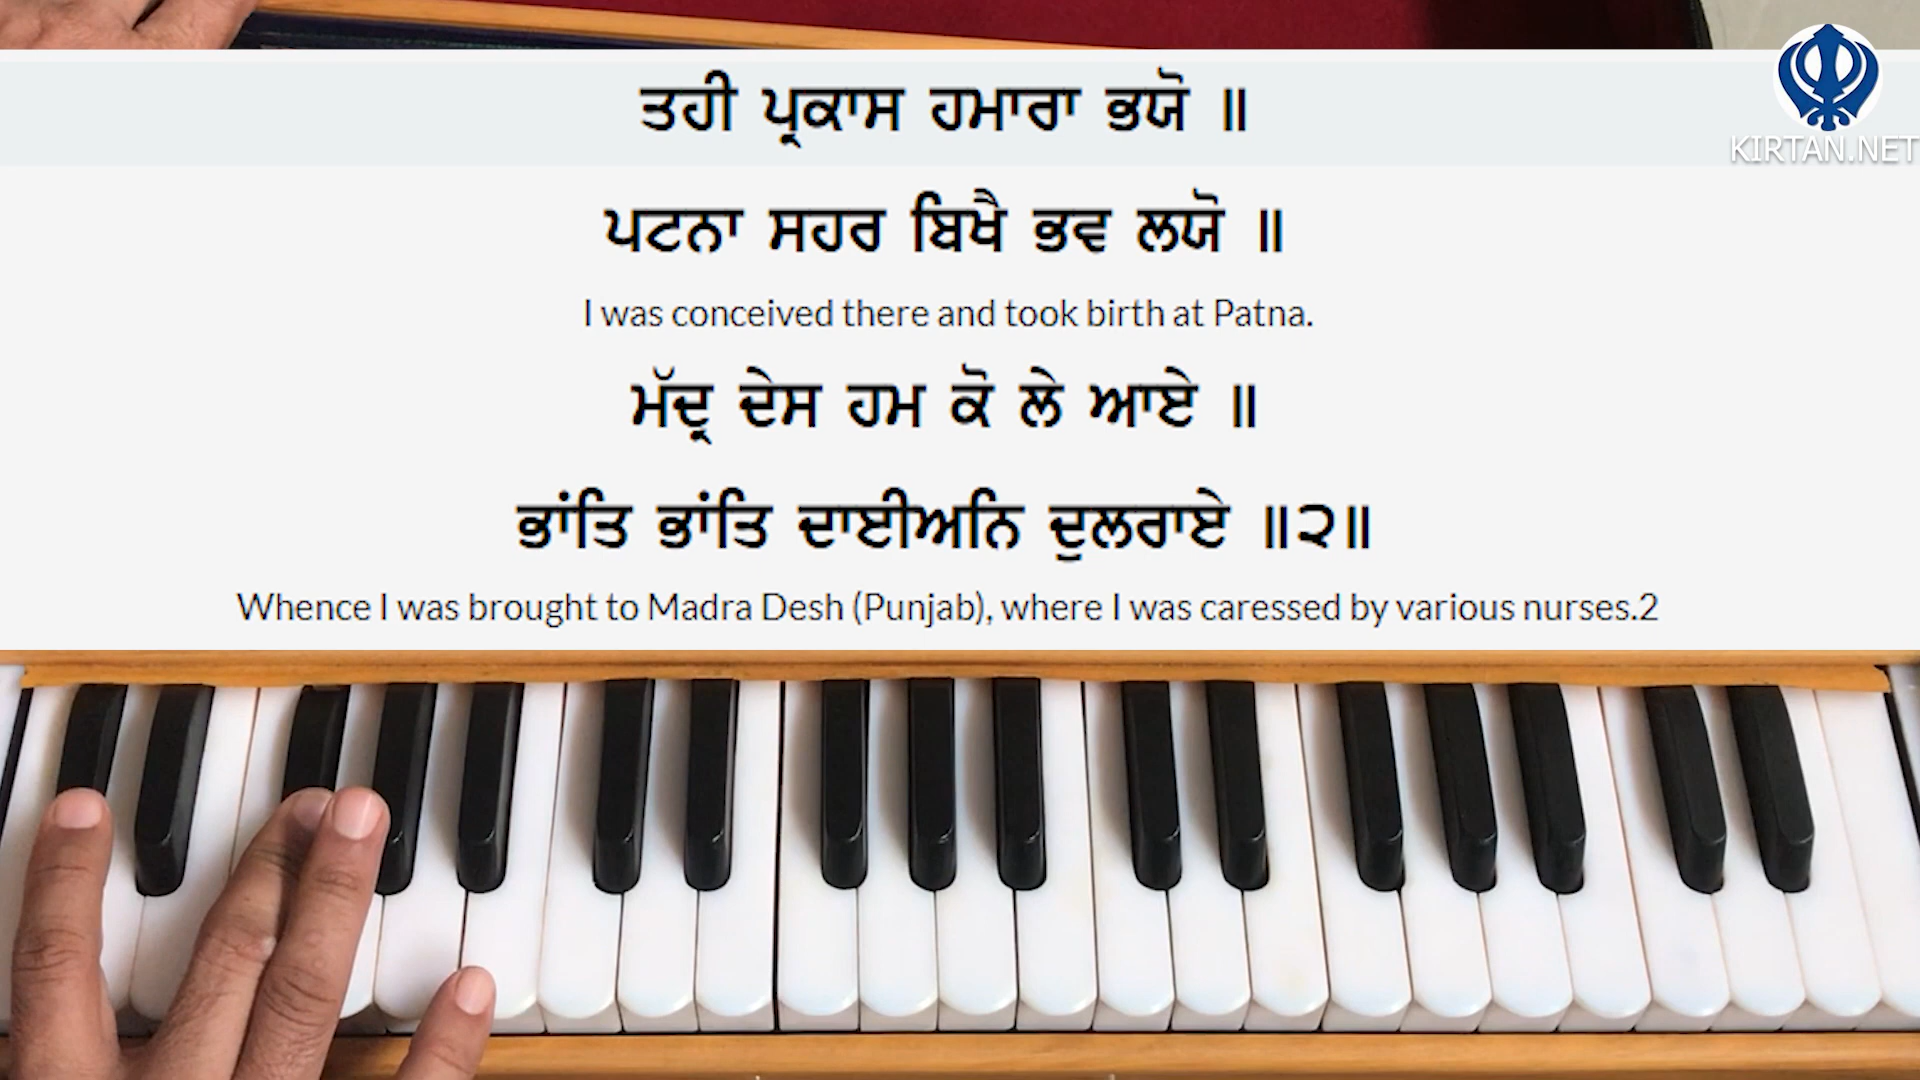 ਤਹੀ ਪ੍ਰਕਾਸ ਹਮਾਰਾ ਭਯੋ ॥
KIRTAN.NET
ਪਟਨਾ ਸਹਰ ਬਿਖੈ ਭਵ ਲਯੋ ॥
I was conceived there and took birth at Patna.
ਮੱਦ੍ਰ ਦੇਸ ਹਮ ਕੋ ਲੇ ਆਏ ॥
ਭਾਂਤਿ ਭਾਂਤਿ ਦਾਈਅਨਿ ਦੁਲਰਾਏ ॥੨॥
Whence I was brought to Madra Desh (Punjab), where I was caressed by various nurses.2